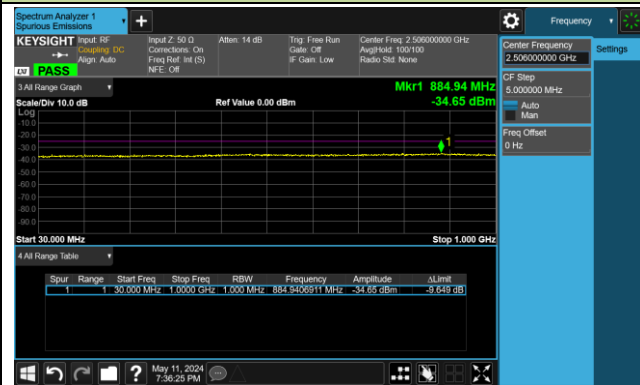 Spectrum Analyzer 1
Spurious Emissions
Frequency
KEYSIGHT Input: RF Input Z: 50 Ω Atten: 14 dB Trig: Free Run Center Freq: 2.506000000 GHz
Coupling: DC Corrections: On Gate: Off Avg|Hold: 100/100
Align: Auto Freq Ref: Int (S) IF Gain: Low Radio Std: None
NFE: Off
LXI PASS
Center Frequency
2.506000000 GHz
Settings
CF Step
5.000000 MHz
Auto
Man
Freq Offset
0 Hz
3 All Range Graph
Mkr1 884.94 MHz
Scale/Div 10.0 dB Ref Value 0.00 dBm -34.65 dBm
Log
-10.0
-20.0
-30.0
-40.0
-50.0
-60.0
-70.0
-80.0
-90.0
1
Start 30.000 MHz Stop 1.000 GHz
4 All Range Table
Spur Range Start Freq Stop Freq RBW Frequency Amplitude ΔLimit
1 1 30.000 MHz 1.0000 GHz 1.000 MHz 884.9406911 MHz -34.65 dBm -9.649 dB
May 11, 2024
7:36:25 PM